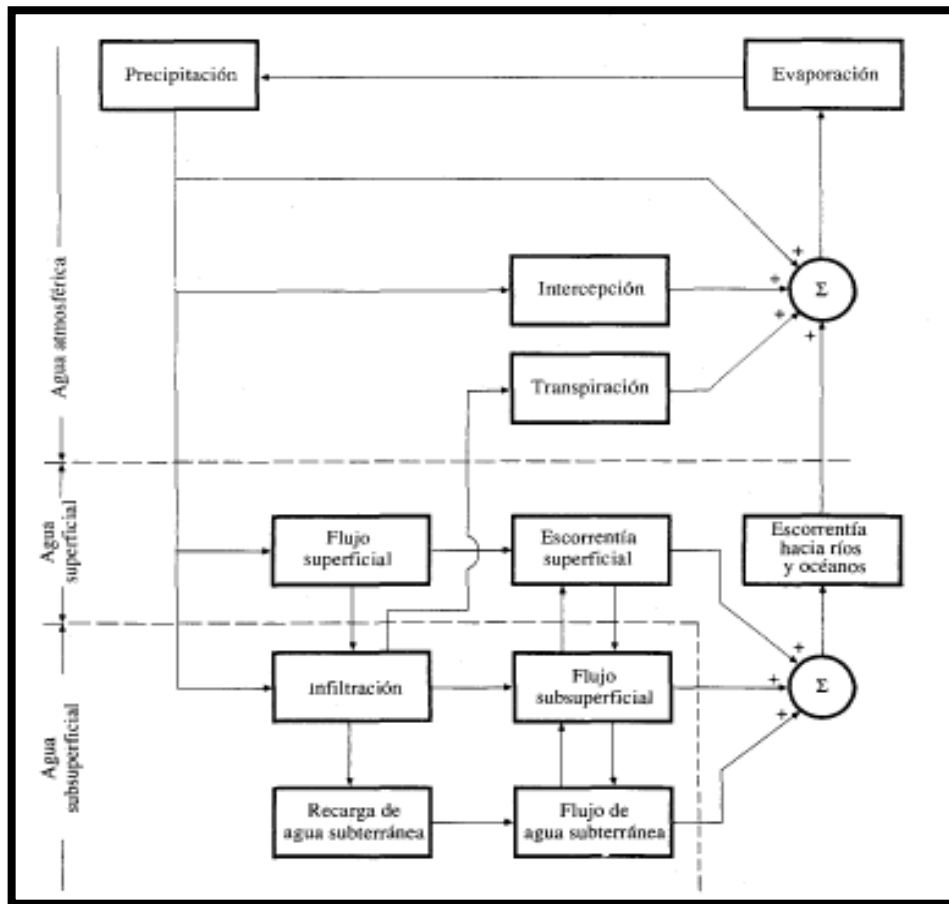 Precipitación
Evaporación
Agua atmosférica
+
Intercepción
+
Σ
+
Transpiración
+
Agua
superficial
Flujo
superficial
Escorrentía
superficial
Escorrentía
hacia ríos
y océanos
Agua
subsuperficial
Infiltración
Flujo
subsuperficial
+
+
Σ
+
Recarga de
agua subterránea
Flujo de
agua subterránea